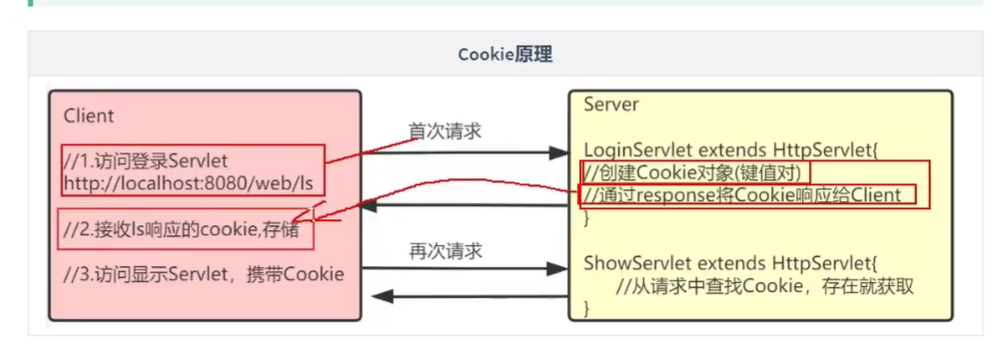 Cookie原理
Client
//1.访问登录Servlet
http://localhost:8080/web/ls
//2.接收ls响应的cookie,存储
//3.访问显示Servlet，携带Cookie
首次请求
再次请求
Server
LoginServlet extends HttpServlet{
//创建Cookie对象(键值对)
//通过response将Cookie响应给Client
}
ShowServlet extends HttpServlet{
//从请求中查找Cookie，存在就获取
}